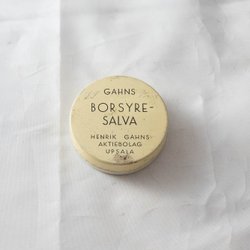 GAHNS
BORSYRE-
SALVA
HENRIK GAHNS
AKTIEBOLAG
UPSALA